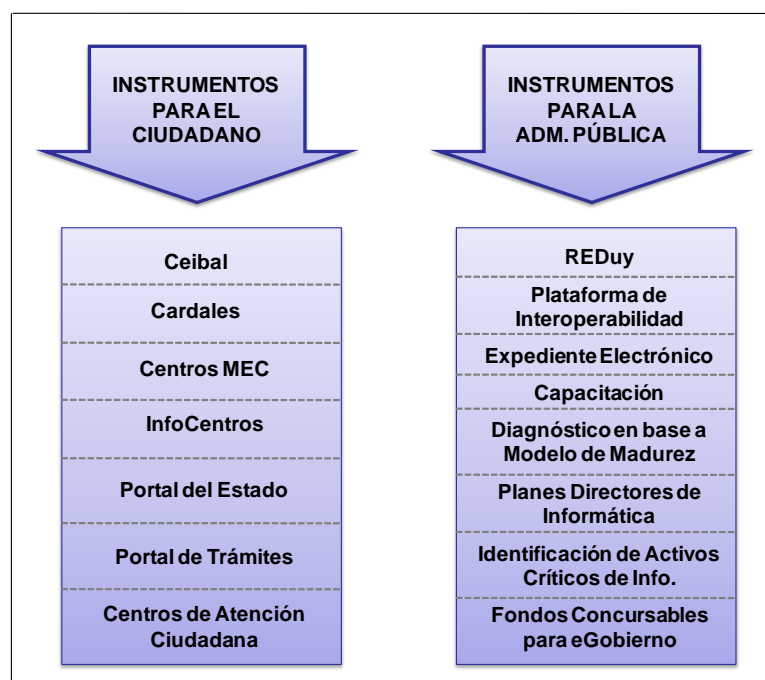 INSTRUMENTOS
PARA EL
CIUDADANO
Ceibal
Cardales
Centros MEC
InfoCentros
Portal del Estado
Portal de Trámites
Centros de Atención
Ciudadana
INSTRUMENTOS
PARA LA
ADM. PÚBLICA
REDuy
Plataforma de
Interoperabilidad
Expediente Electrónico
Capacitación
Diagnóstico en base a
Modelo de Madurez
Planes Directores de
Informática
Identificación de Activos
Críticos de Info.
Fondos Concursables
para eGobierno